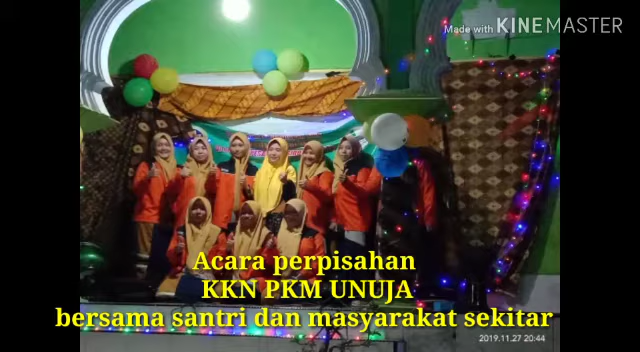 Made with KINEMASTER
Acara perpisahan
KKN PKM UNUJA
bersama santri dan masyarakat sekitar
2019.11.27 20:44